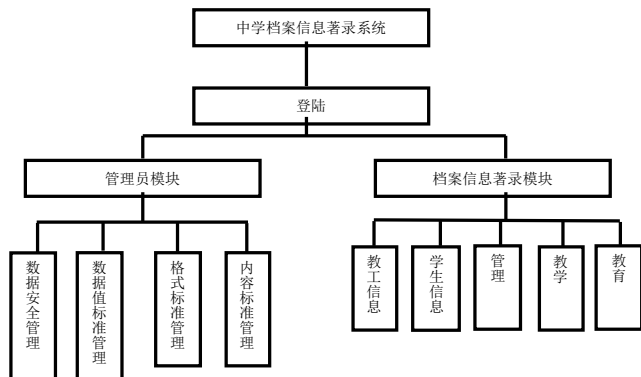 中学档案信息著录系统
登陆
管理员模块
档案信息著录模块
数据安全管理
数据值标准管理
格式标准管理
内容标准管理
教工信息
学生信息
管理
教学
教育